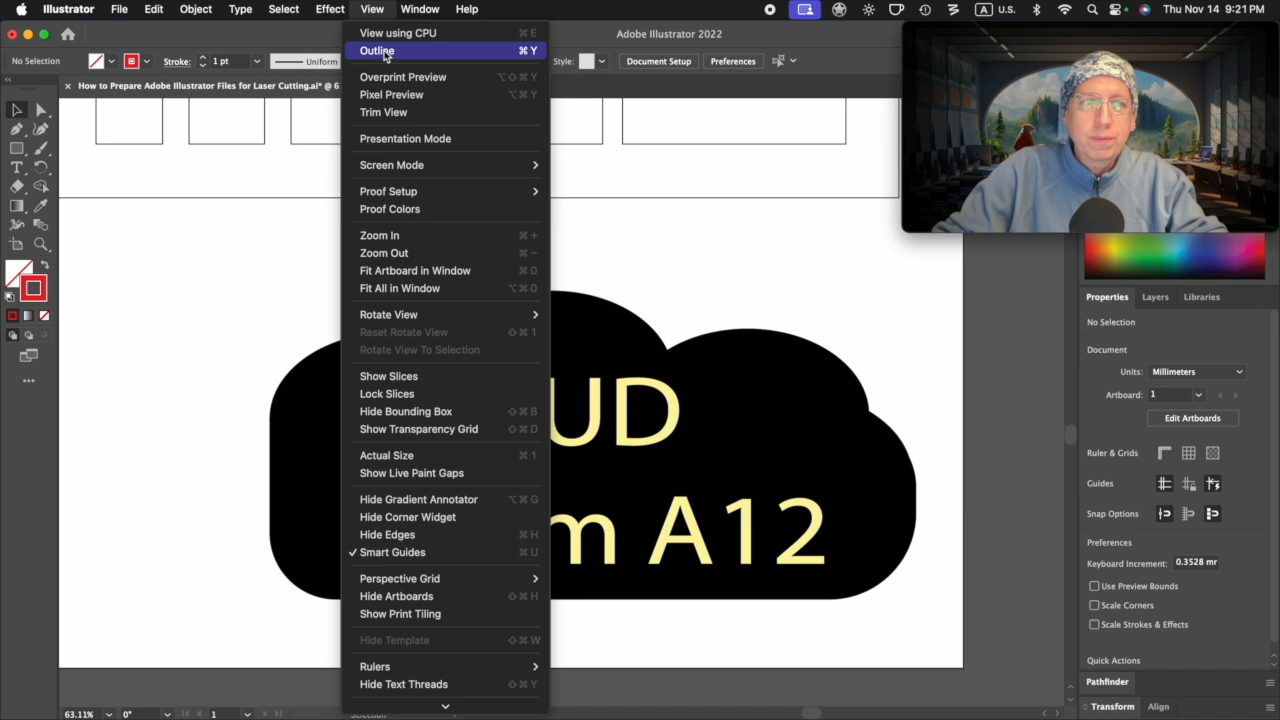 Illustrator File Edit Object Type Select Effect View Window Help U.S. Thu Nov 14 9:21 PM
Adobe Illustrator 2022
No Selection Stroke: 1 pt Uniform Style: Document Setup Preferences
× How to Prepare Adobe Illustrator Files for Laser Cutting.ai* @ 6
View using CPU ⌘ E
Outline ⌘ Y
Overprint Preview ⌥⇧⌘ Y
Pixel Preview ⌥⌘ Y
Trim View
Presentation Mode
Screen Mode
Proof Setup
Proof Colors
Zoom In ⌘ +
Zoom Out ⌘ −
Fit Artboard in Window ⌘ 0
Fit All in Window ⌥⌘ 0
Rotate View
Reset Rotate View ⇧⌘ 1
Rotate View To Selection
Show Slices
Lock Slices
Hide Bounding Box ⇧⌘ B
Show Transparency Grid ⇧⌘ D
Actual Size ⌘ 1
Show Live Paint Gaps
Hide Gradient Annotator ⌥⌘ G
Hide Corner Widget
Hide Edges ⌘ H
✓ Smart Guides ⌘ U
Perspective Grid
Hide Artboards ⇧⌘ H
Show Print Tiling
Hide Template ⇧⌘ W
Rulers
Hide Text Threads ⇧⌘ Y
UD
m A12
Properties Layers Libraries
No Selection
Document
Units: Millimeters
Artboard: 1
Edit Artboards
Ruler & Grids
Guides
Snap Options
Preferences
Keyboard Increment: 0.3528 mr
Use Preview Bounds
Scale Corners
Scale Strokes & Effects
Quick Actions
Pathfinder
Transform Align
63.11% 0° 1 Selection